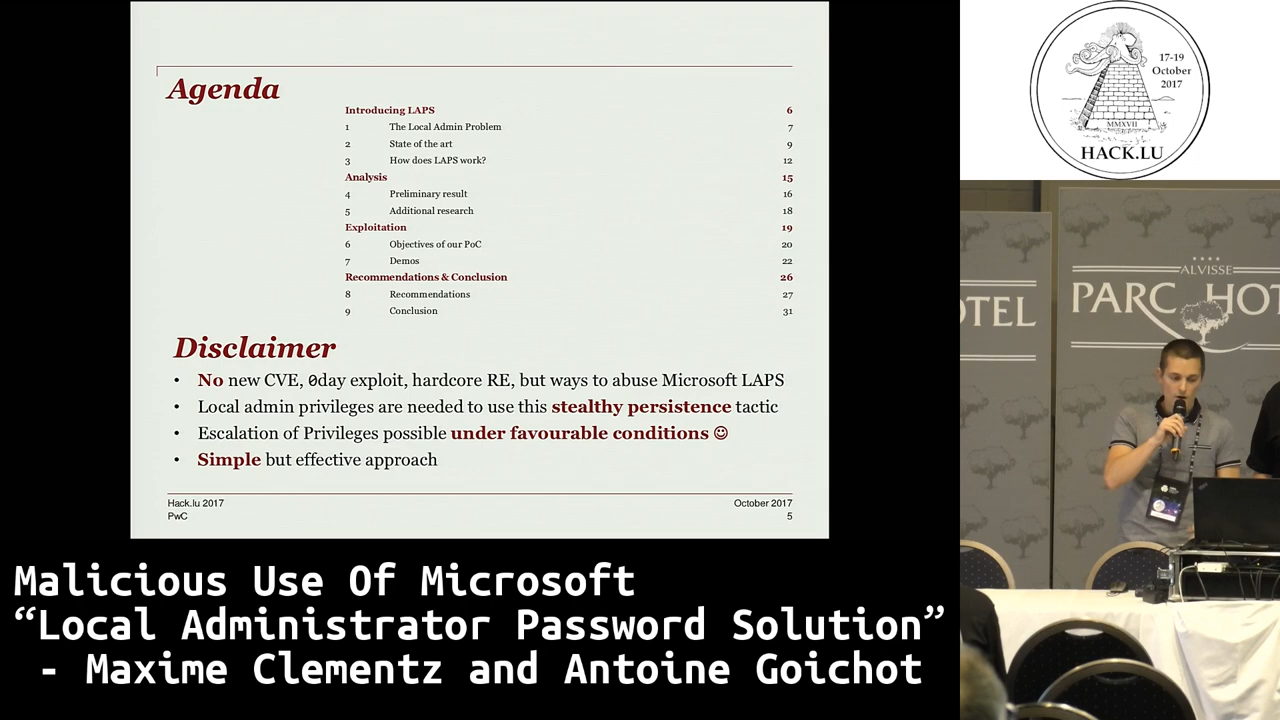 Agenda
Introducing LAPS 6
1 The Local Admin Problem 7
2 State of the art 9
3 How does LAPS work? 12
Analysis 15
4 Preliminary result 16
5 Additional research 18
Exploitation 19
6 Objectives of our PoC 20
7 Demos 22
Recommendations & Conclusion 26
8 Recommendations 27
9 Conclusion 31
Disclaimer
• No new CVE, 0day exploit, hardcore RE, but ways to abuse Microsoft LAPS
• Local admin privileges are needed to use this stealthy persistence tactic
• Escalation of Privileges possible under favourable conditions ☺
• Simple but effective approach
Hack.lu 2017 October 2017
PwC 5
Malicious Use Of Microsoft
“Local Administrator Password Solution”
- Maxime Clementz and Antoine Goichot
17-19
October
2017
MMXVII
HACK.LU
OTEL
ALVISSE
PARC HOT